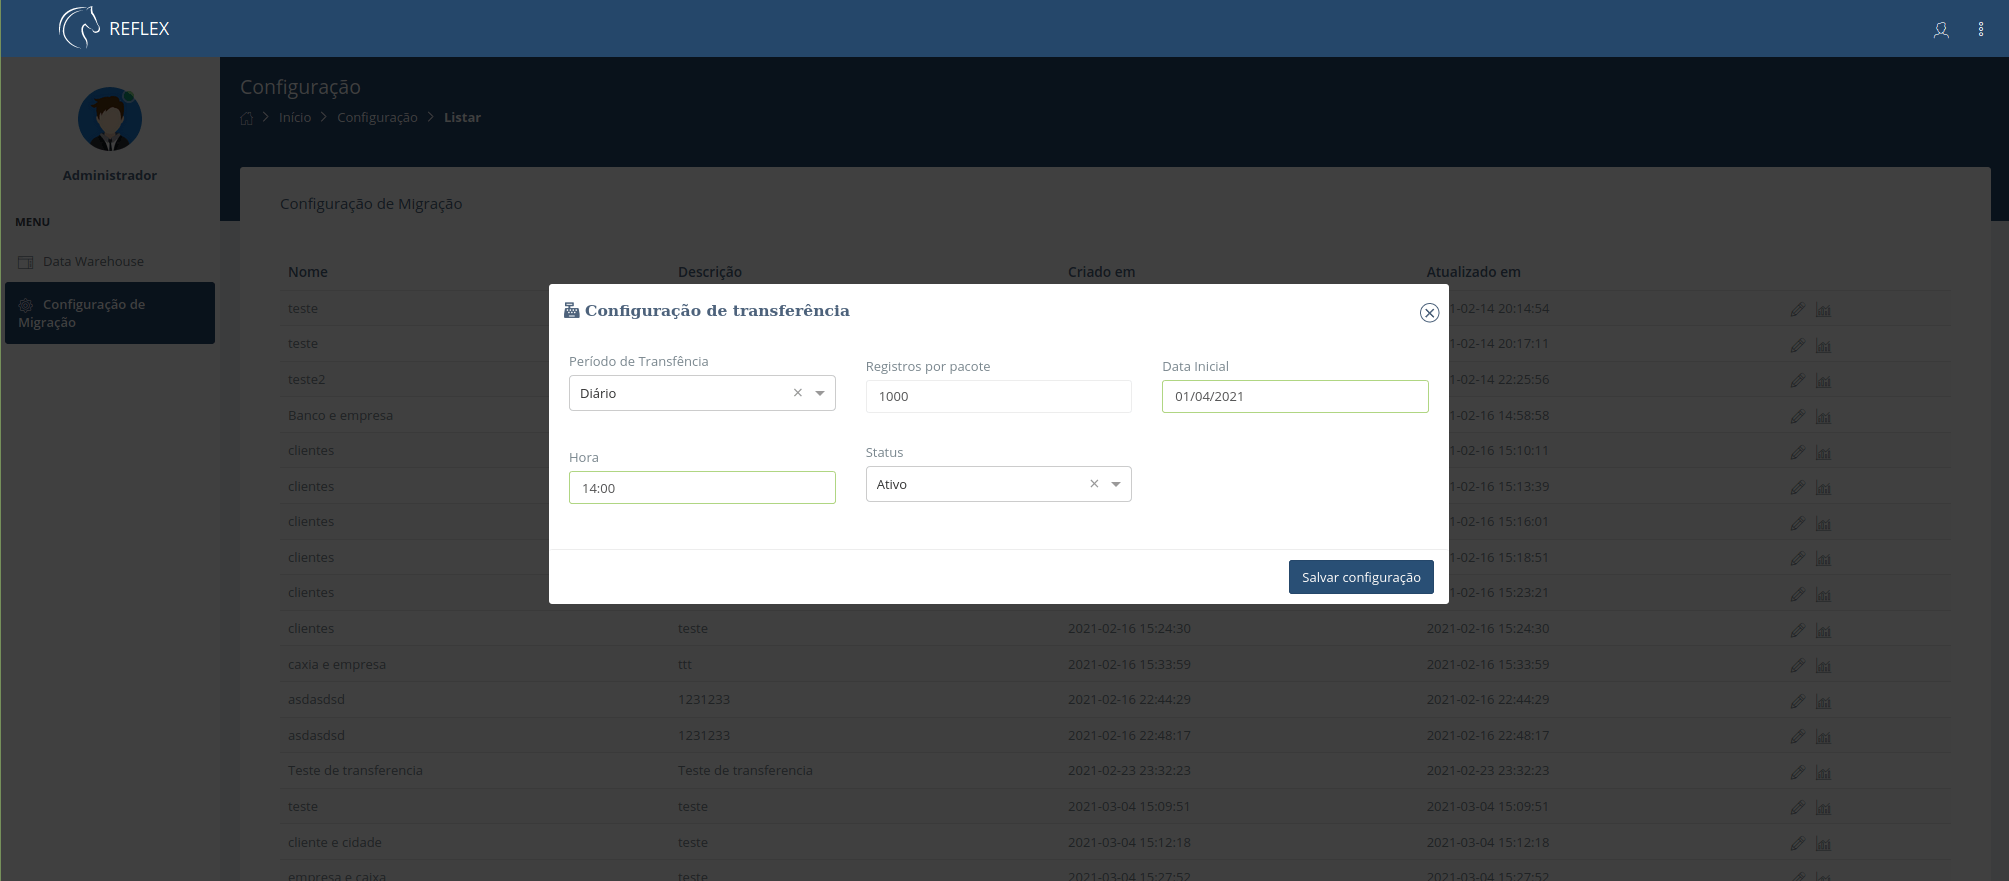 REFLEX
Administrador
MENU
Data Warehouse
Configuração de
Migração
Configuração
Início
Configuração
Listar
Configuração de Migração
Nome Descrição Criado em Atualizado em
teste 1-02-14 20:14:54
teste 1-02-14 20:17:11
teste2 1-02-14 22:25:56
Banco e empresa 1-02-16 14:58:58
clientes 1-02-16 15:10:11
clientes 1-02-16 15:13:39
clientes 1-02-16 15:16:01
clientes 1-02-16 15:18:51
clientes 1-02-16 15:23:21
clientes teste 2021-02-16 15:24:30 2021-02-16 15:24:30
caxia e empresa ttt 2021-02-16 15:33:59 2021-02-16 15:33:59
asdasdsd 1231233 2021-02-16 22:44:29 2021-02-16 22:44:29
asdasdsd 1231233 2021-02-16 22:48:17 2021-02-16 22:48:17
Teste de transferencia Teste de transferencia 2021-02-23 23:32:23 2021-02-23 23:32:23
teste teste 2021-03-04 15:09:51 2021-03-04 15:09:51
cliente e cidade teste 2021-03-04 15:12:18 2021-03-04 15:12:18
empresa e caixa teste 2021-03-04 15:27:52 2021-03-04 15:27:52
Configuração de transferência
Período de Transfência
Diário
Registros por pacote
1000
Data Inicial
01/04/2021
Hora
14:00
Status
Ativo
Salvar configuração